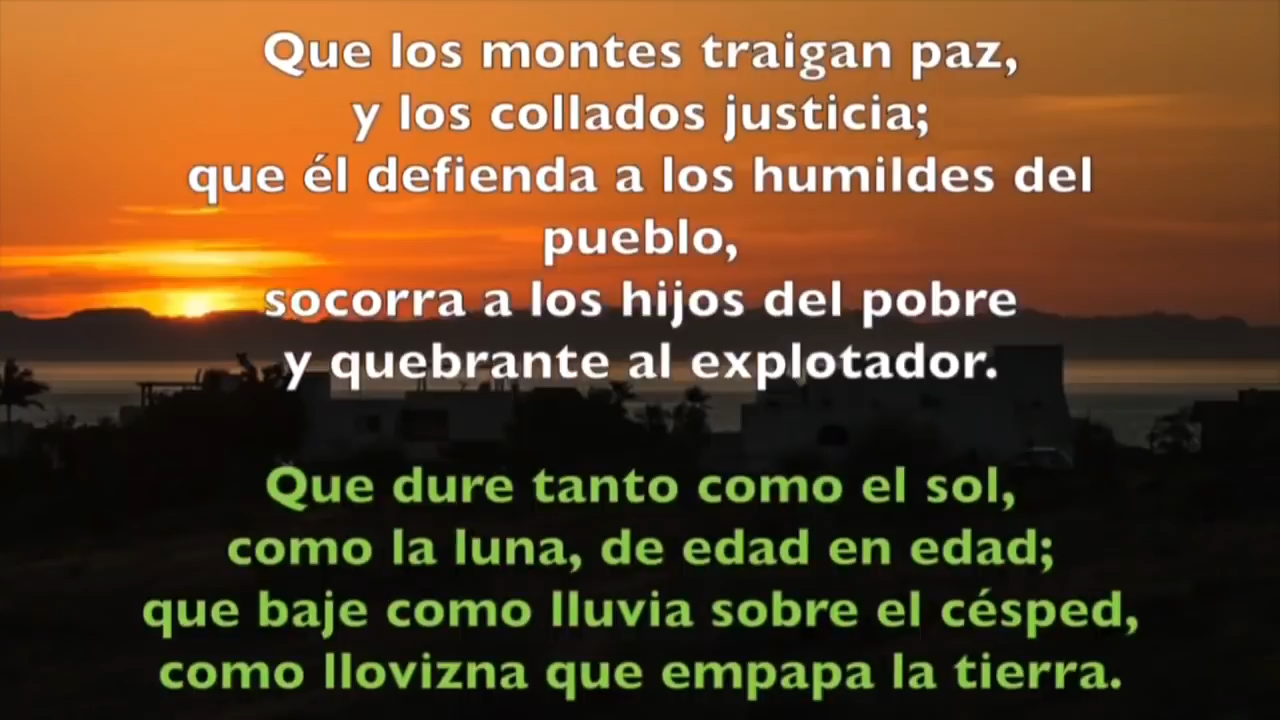 Que los montes traigan paz,
y los collados justicia;
que él defienda a los humildes del
pueblo,
socorra a los hijos del pobre
y quebrante al explotador.
Que dure tanto como el sol,
como la luna, de edad en edad;
que baje como lluvia sobre el césped,
como llovizna que empapa la tierra.